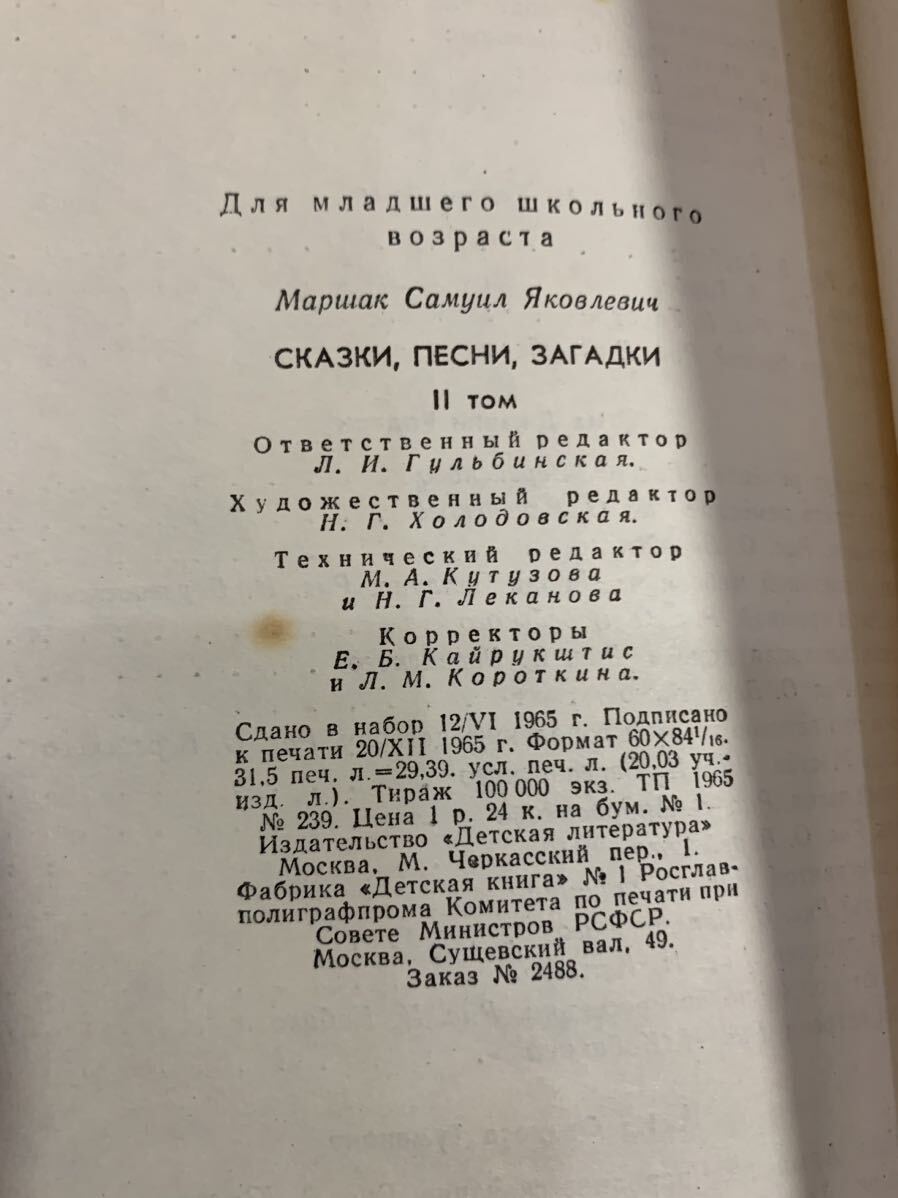 Для младшего школьного
возраста
Маршак Самуил Яковлевич
СКАЗКИ, ПЕСНИ, ЗАГАДКИ
II том
Ответственный редактор
Л. И. Гульбинская.
Художественный редактор
Н. Г. Холодовская.
Технический редактор
М. А. Кутузова
и Н. Г. Леканова
Корректоры
Е. Б. Кайрукштис
и Л. М. Короткина.
Сдано в набор 12/VI 1965 г. Подписано
к печати 20/XII 1965 г. Формат 60×84¹/₁₆.
31,5 печ. л.=29,39. усл. печ. л. (20,03 уч.-
изд. л.). Тираж 100 000 экз. ТП 1965
№ 239. Цена 1 р. 24 к. на бум. № 1.
Издательство «Детская литература»
Москва, М. Черкасский пер., 1.
Фабрика «Детская книга» № 1 Росглав-
полиграфпрома Комитета по печати при
Совете Министров РСФСР.
Москва, Сущевский вал, 49.
Заказ № 2488.